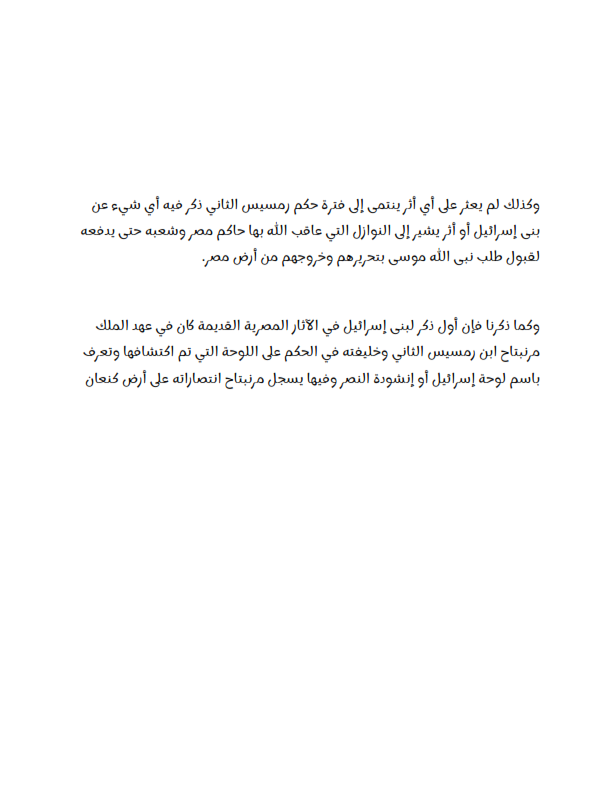 وكذلك لم يعثر على أي أثر ينتمى إلى فترة حكم رمسيس الثاني ذكر فيه أي شيء عن
بنى إسرائيل أو أثر يشير إلى النوازل التي عاقب الله بها حاكم مصر وشعبه حتى يدفعه
لقبول طلب نبى الله موسى بتحريرهم وخروجهم من أرض مصر.
وكما ذكرنا فإن أول ذكر لبنى إسرائيل في الآثار المصرية القديمة كان في عهد الملك
مرنبتاح ابن رمسيس الثاني وخليفته في الحكم على اللوحة التي تم اكتشافها وتعرف
باسم لوحة إسرائيل أو إنشودة النصر وفيها يسجل مرنبتاح انتصاراته على أرض كنعان